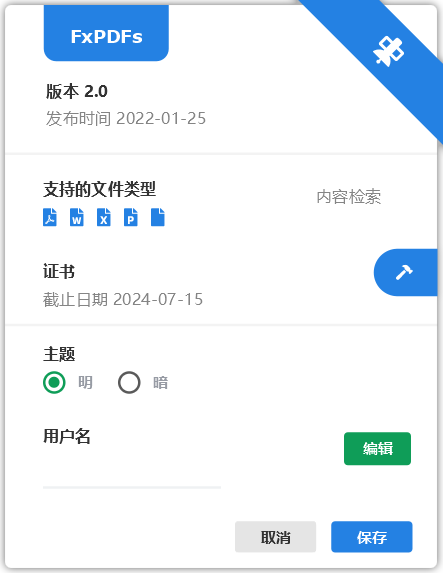 FxPDFs
版本 2.0
发布时间 2022-01-25
支持的文件类型
内容检索
W X P
证书
截止日期 2024-07-15
主题
明 暗
用户名
编辑
取消 保存